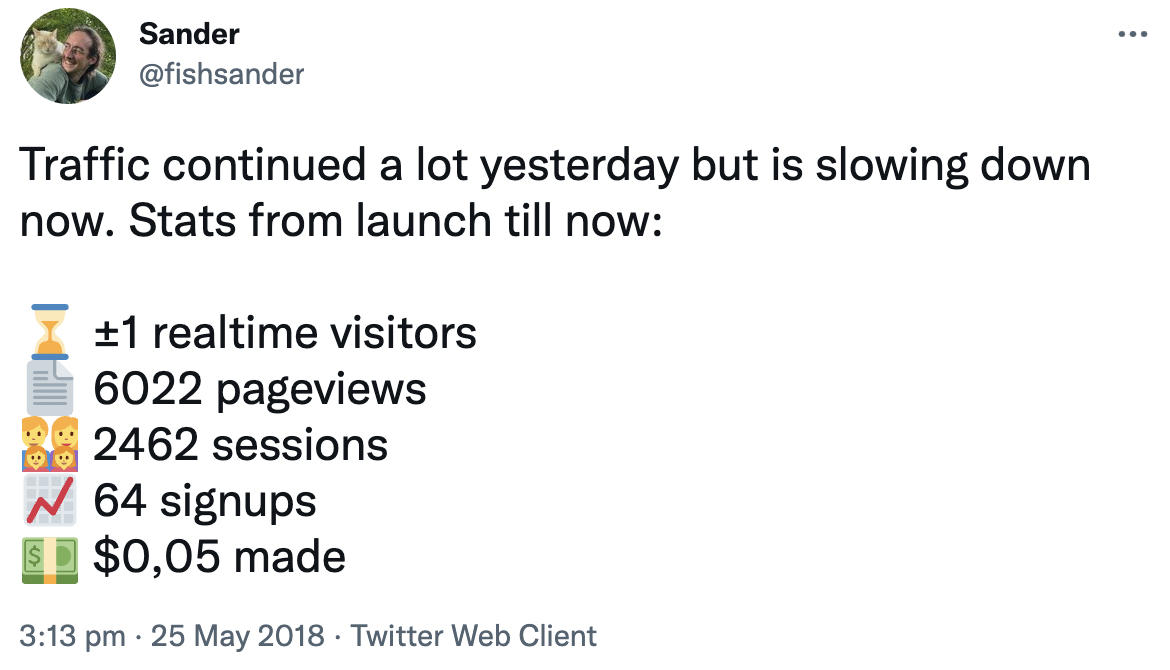 Sander
@fishsander
Traffic continued a lot yesterday but is slowing down
now. Stats from launch till now:
⏳ ±1 realtime visitors
📄 6022 pageviews
👨‍👩‍👧‍👧 2462 sessions
📈 64 signups
💵 $0,05 made
3:13 pm · 25 May 2018 · Twitter Web Client